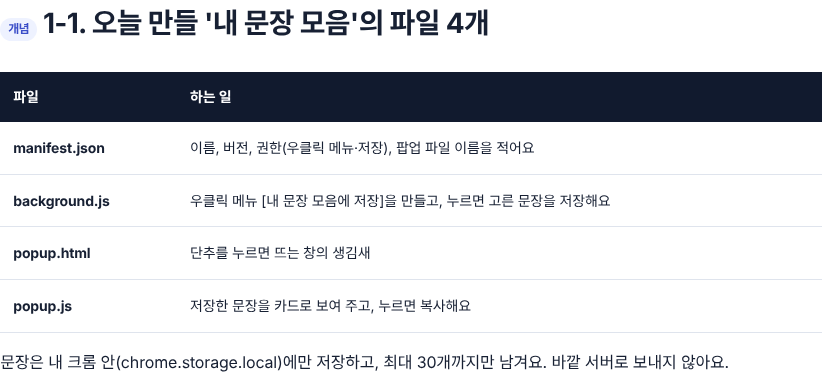 개념 1-1. 오늘 만들 '내 문장 모음'의 파일 4개
파일 하는 일
manifest.json 이름, 버전, 권한(우클릭 메뉴·저장), 팝업 파일 이름을 적어요
background.js 우클릭 메뉴 [내 문장 모음에 저장]을 만들고, 누르면 고른 문장을 저장해요
popup.html 단추를 누르면 뜨는 창의 생김새
popup.js 저장한 문장을 카드로 보여 주고, 누르면 복사해요
문장은 내 크롬 안(chrome.storage.local)에만 저장하고, 최대 30개까지만 남겨요. 바깥 서버로 보내지 않아요.